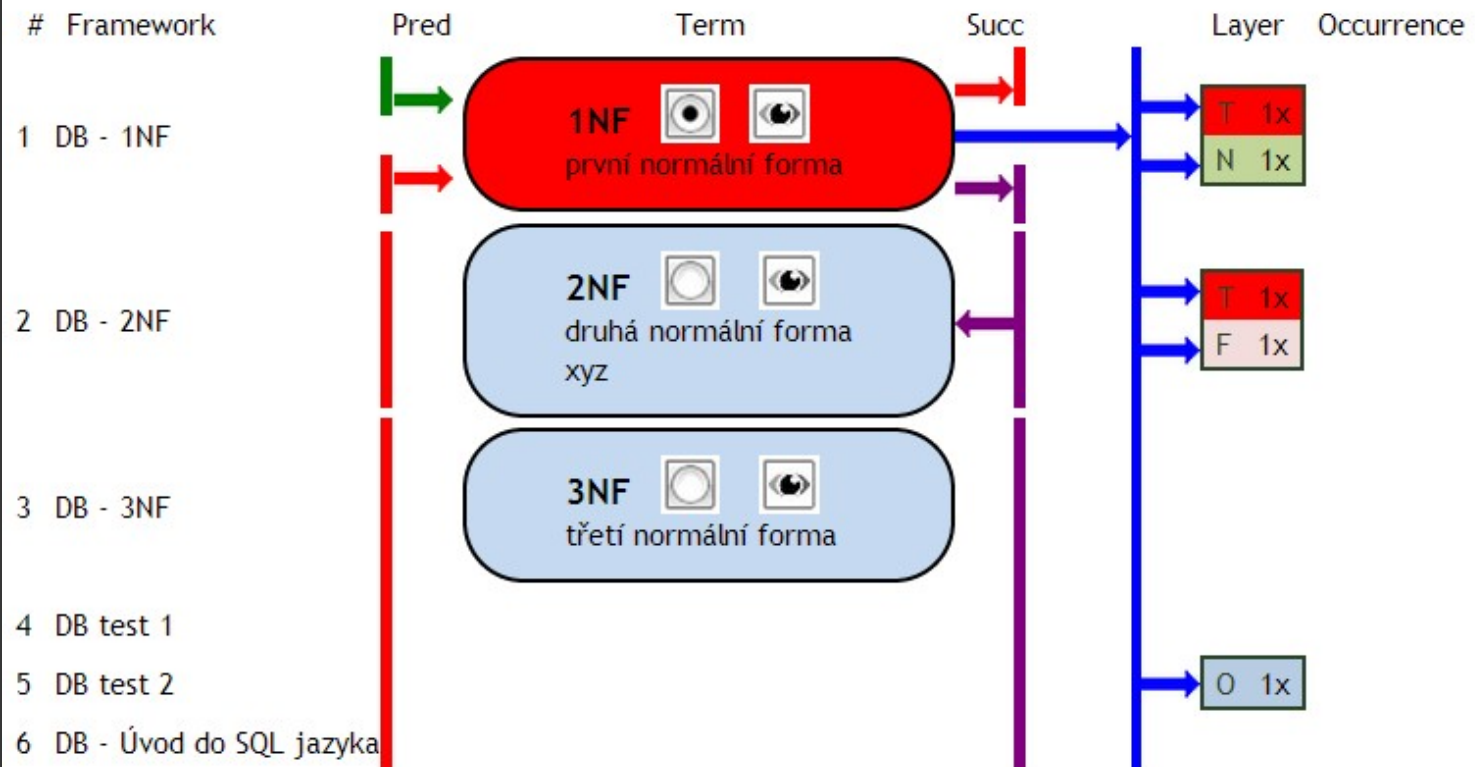 # Framework Pred Term Succ Layer Occurrence
1 DB - 1NF
1NF
první normální forma
T 1x
N 1x
2 DB - 2NF
2NF
druhá normální forma
xyz
T 1x
F 1x
3 DB - 3NF
3NF
třetí normální forma
4 DB test 1
5 DB test 2
O 1x
6 DB - Úvod do SQL jazyka